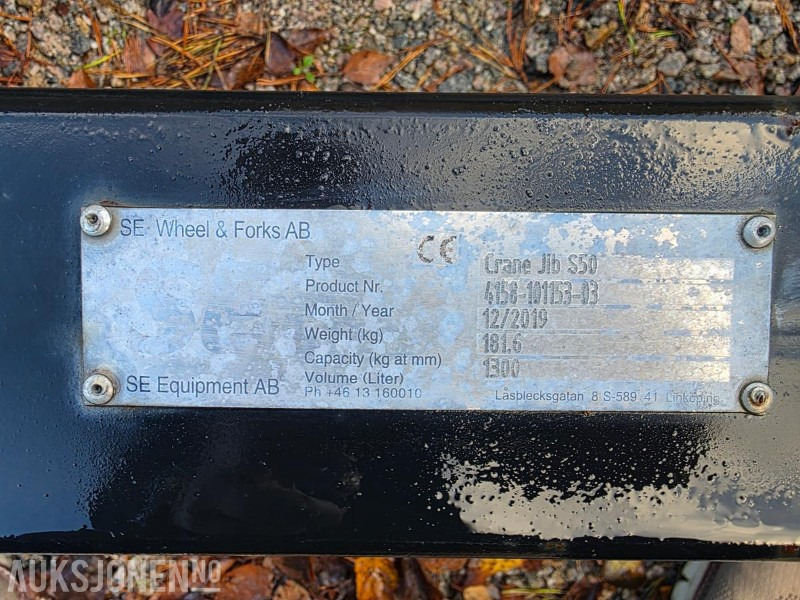 SE Wheel & Forks AB
CE
Type Crane Jib S50
Product Nr. 4158-101153-03
Month / Year 12/2019
Weight (kg) 181.6
Capacity (kg at mm) 1300
Volume (Liter)
SE Equipment AB
Ph +46 13 160010 Låsblecksgatan 8 S-589 41 Linköping
AUKSJONEN.NO